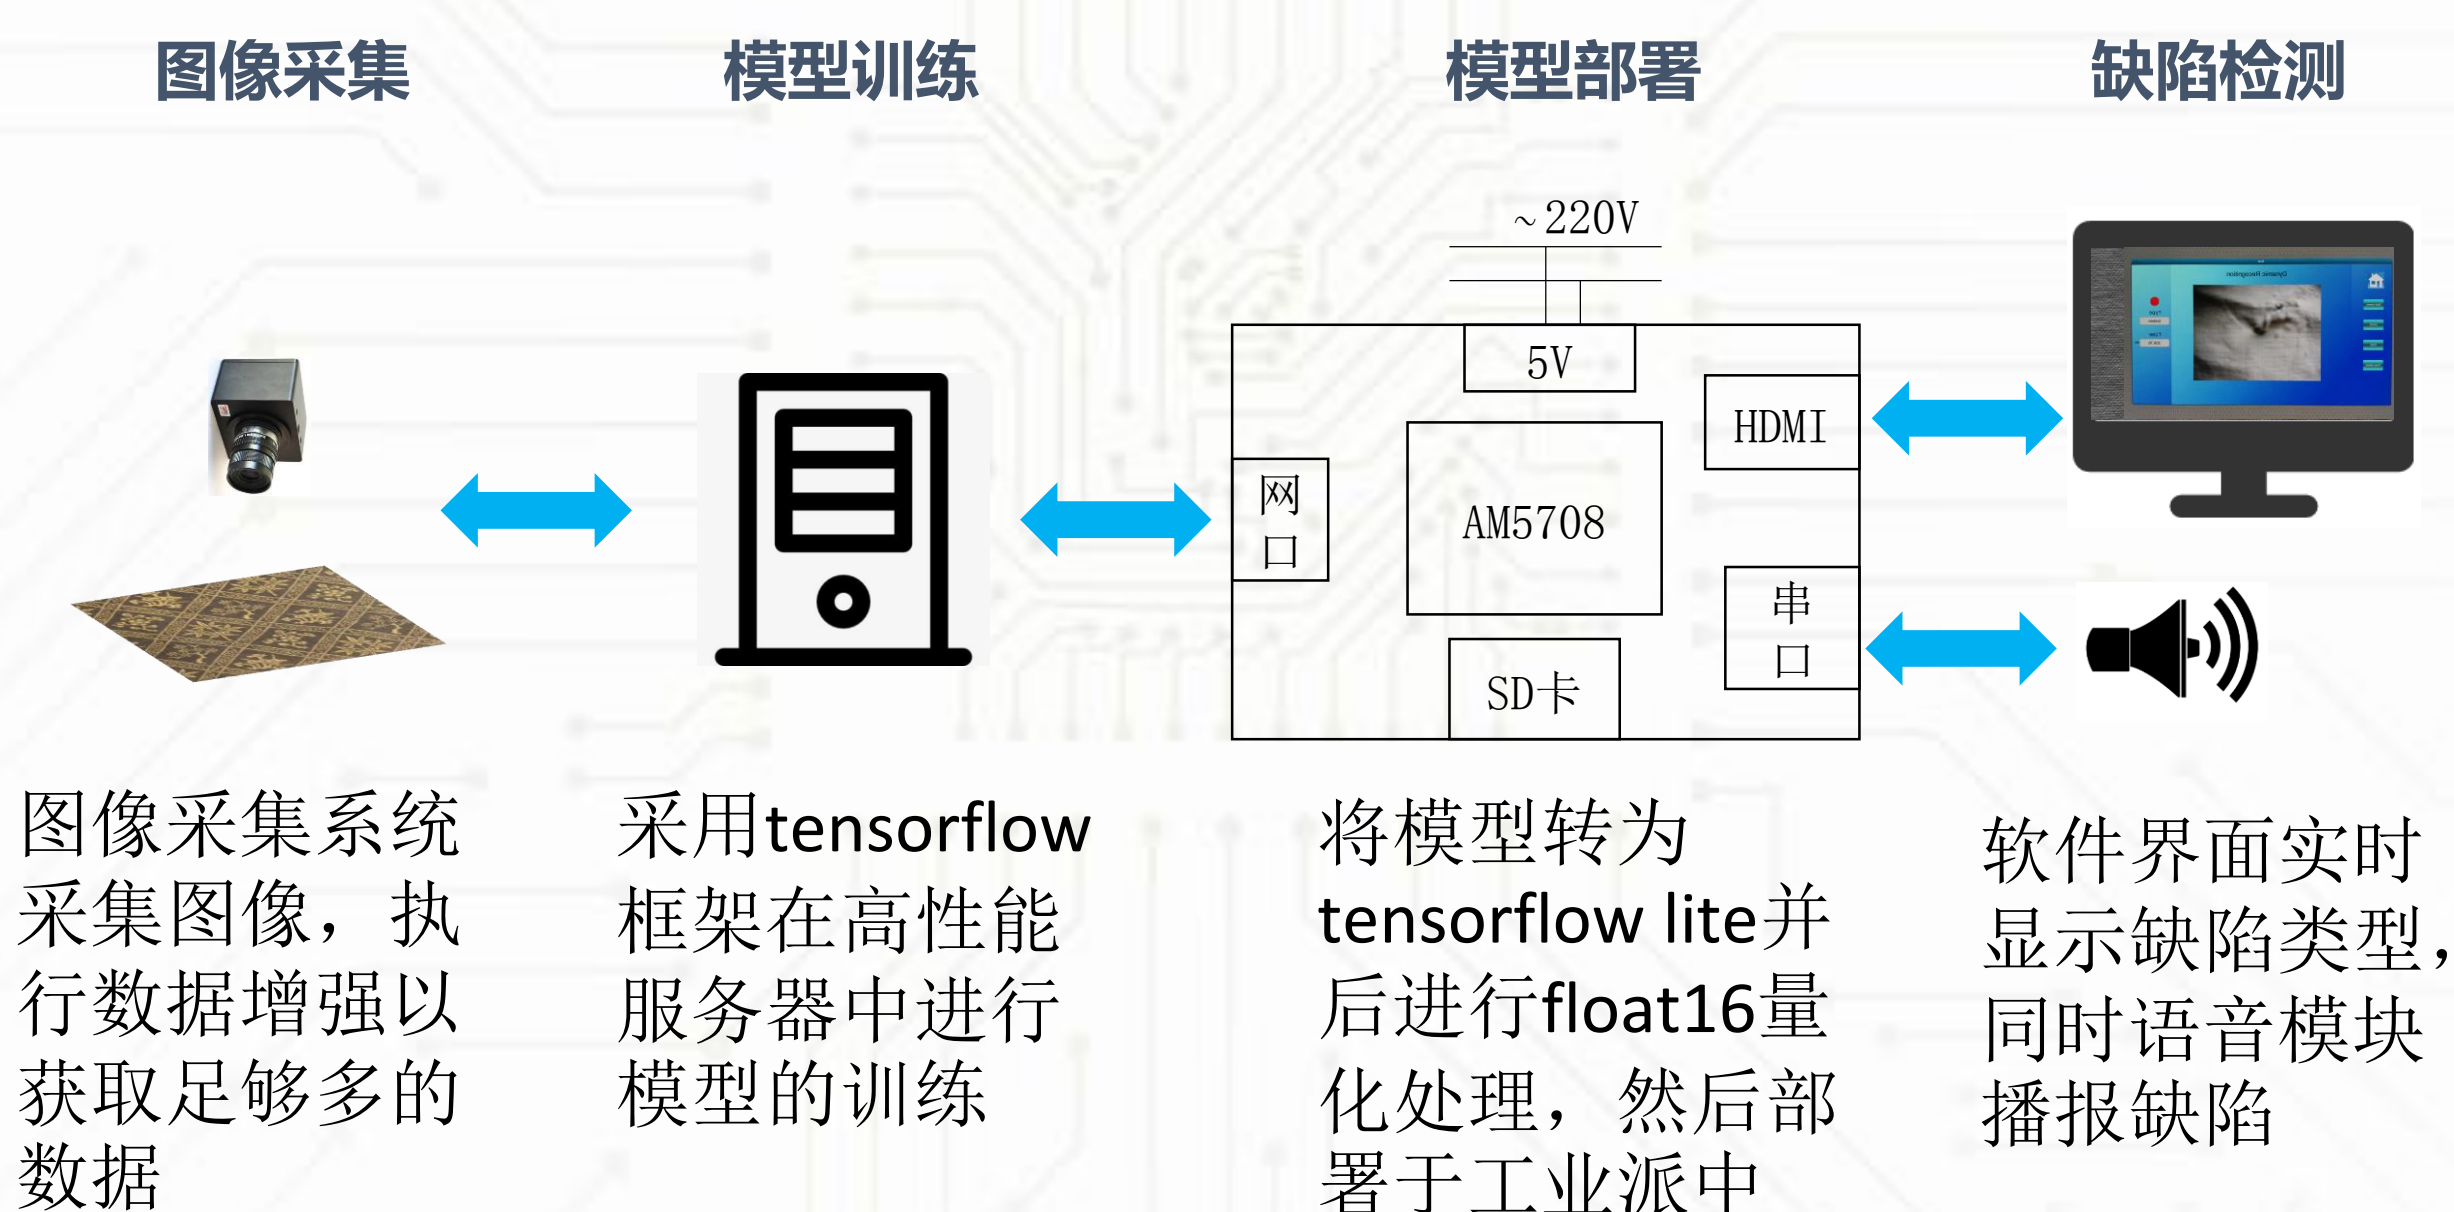 图像采集
模型训练
模型部署
缺陷检测
~220V
5V
HDMI
网
口
AM5708
串
口
SD卡
Dynamic Recognition
Type
Time
图像采集系统
采集图像，执
行数据增强以
获取足够多的
数据
采用tensorflow
框架在高性能
服务器中进行
模型的训练
将模型转为
tensorflow lite并
后进行float16量
化处理，然后部
署于工业派中
软件界面实时
显示缺陷类型，
同时语音模块
播报缺陷